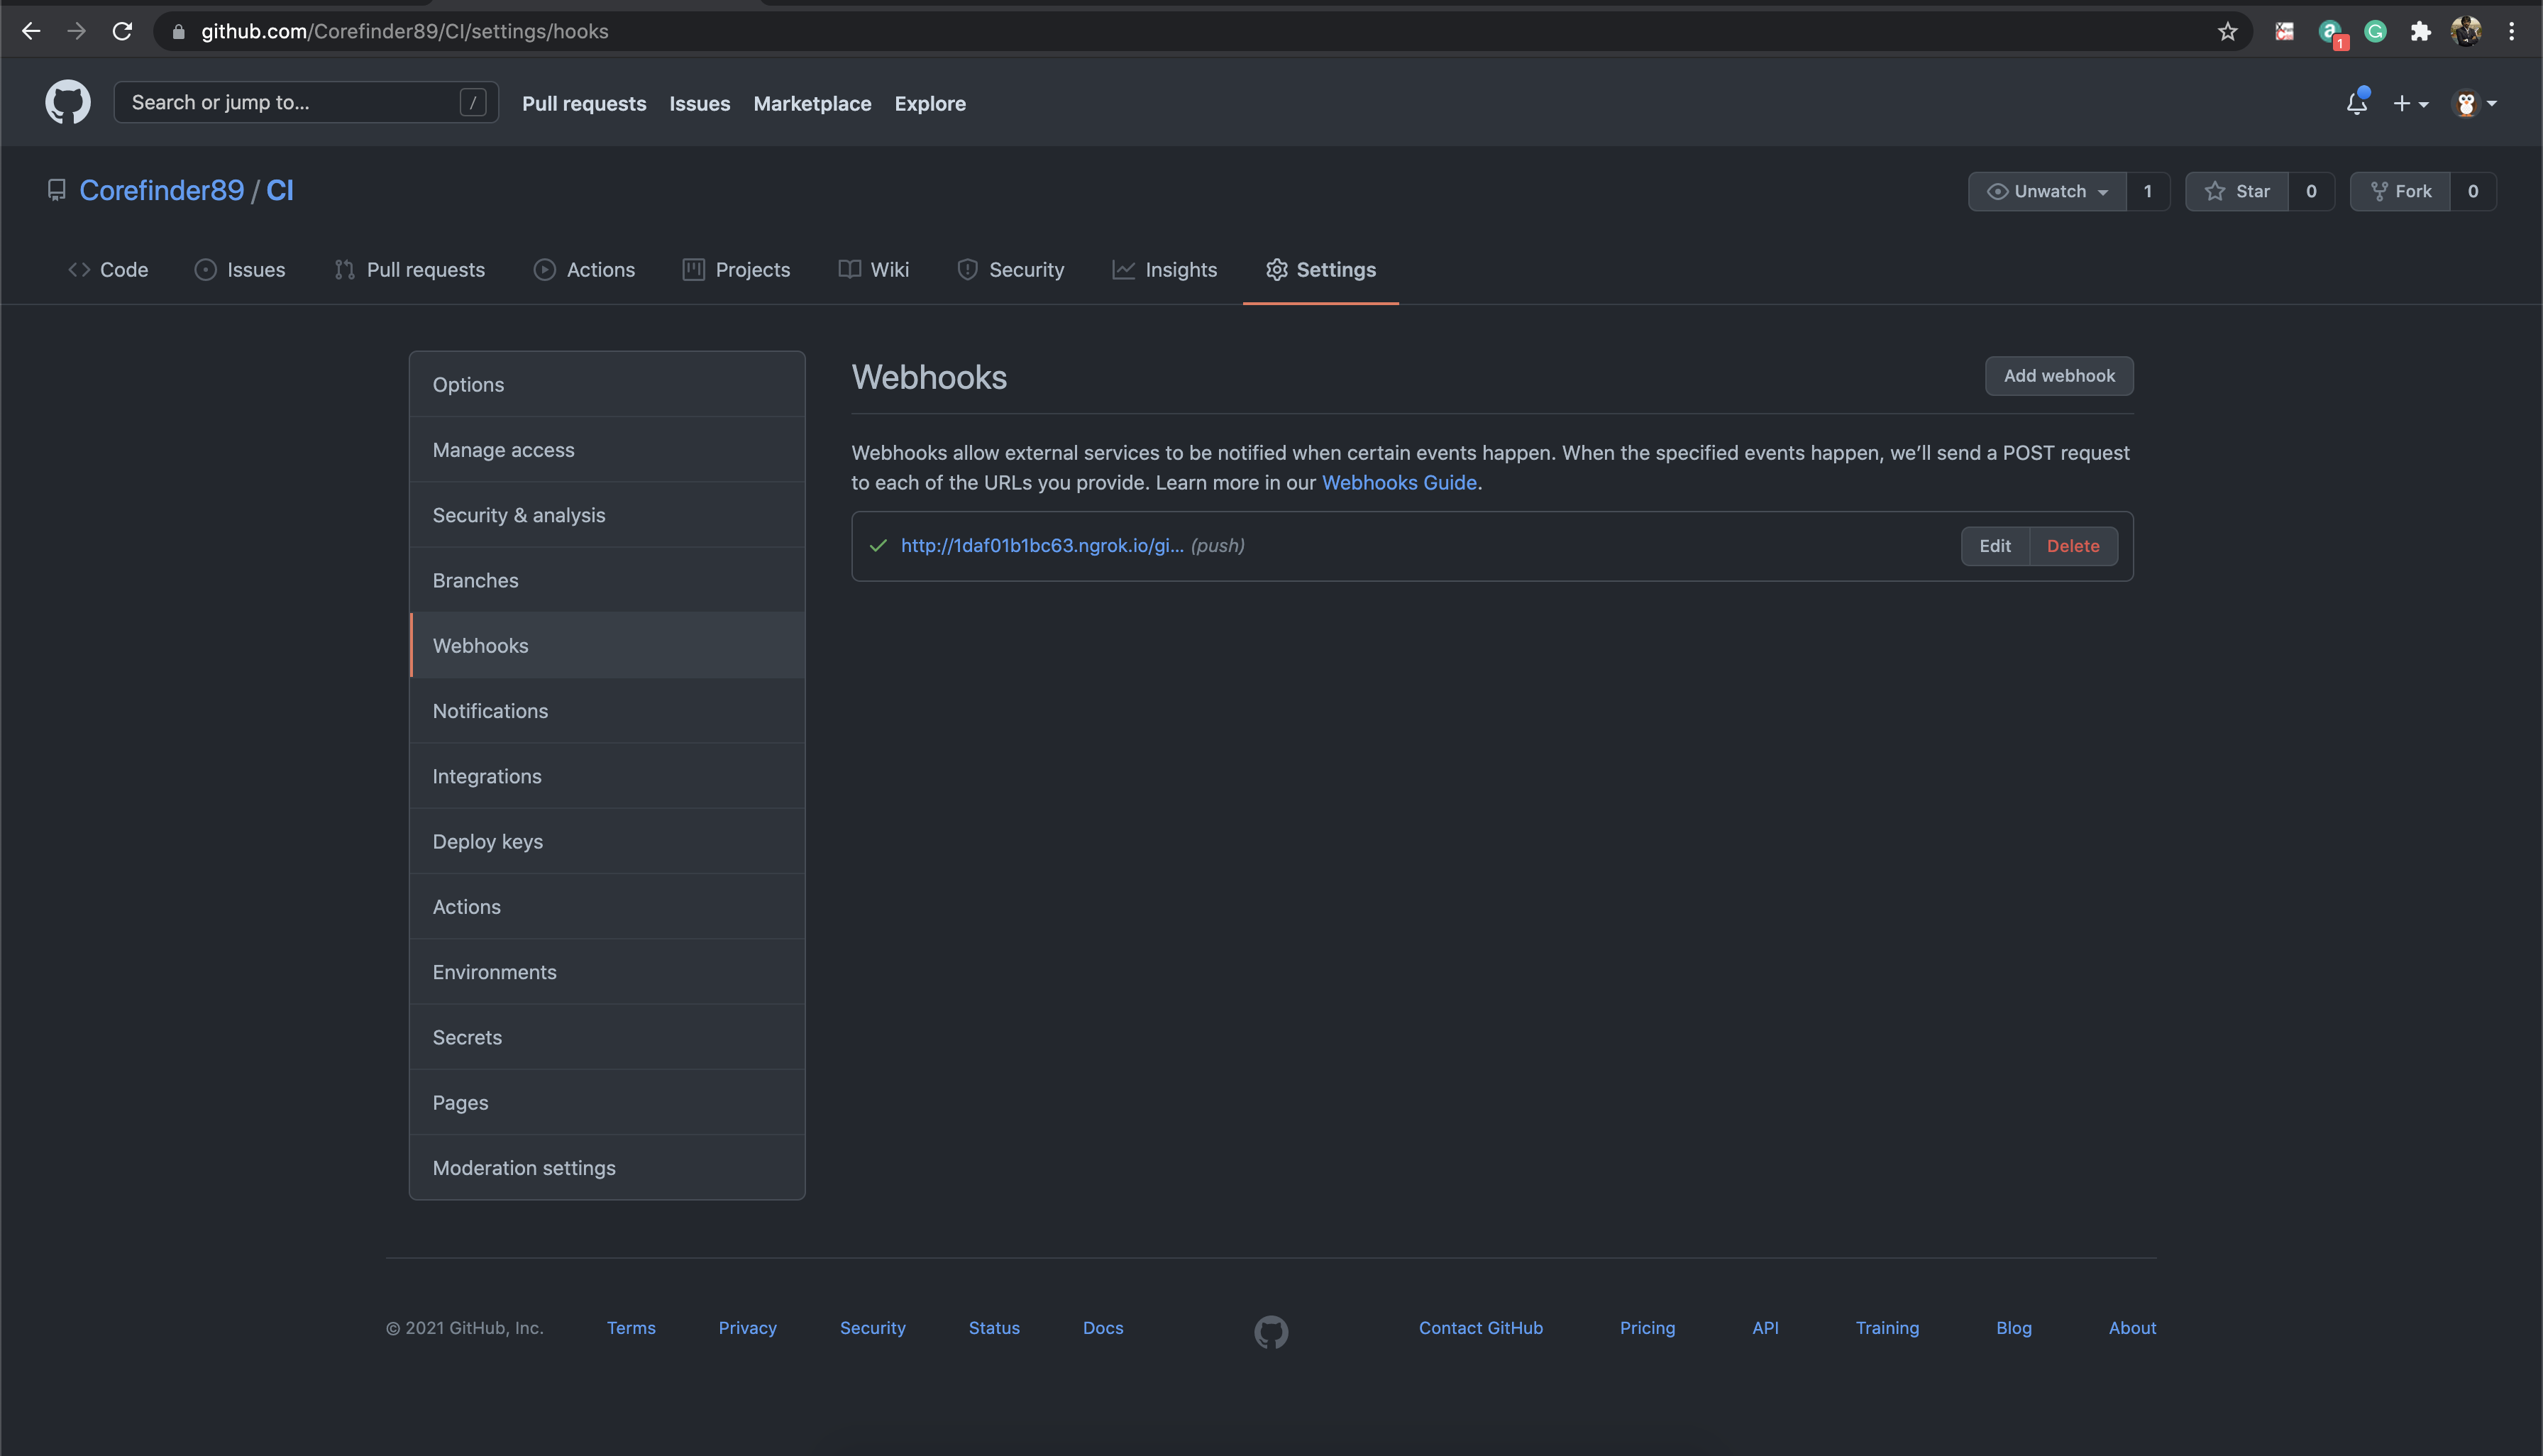 github.com/Corefinder89/CI/settings/hooks
1
Search or jump to... /
Pull requests Issues Marketplace Explore
Corefinder89 / CI
Unwatch 1 Star 0 Fork 0
Code Issues Pull requests Actions Projects Wiki Security Insights Settings
Options
Manage access
Security & analysis
Branches
Webhooks
Notifications
Integrations
Deploy keys
Actions
Environments
Secrets
Pages
Moderation settings
Webhooks
Add webhook
Webhooks allow external services to be notified when certain events happen. When the specified events happen, we’ll send a POST request
to each of the URLs you provide. Learn more in our Webhooks Guide.
http://1daf01b1bc63.ngrok.io/gi... (push) Edit Delete
© 2021 GitHub, Inc. Terms Privacy Security Status Docs Contact GitHub Pricing API Training Blog About